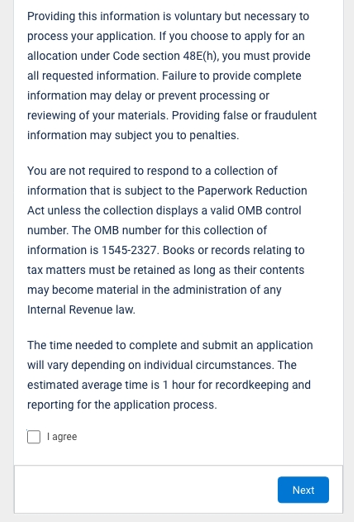 Providing this information is voluntary but necessary to
process your application. If you choose to apply for an
allocation under Code section 48E(h), you must provide
all requested information. Failure to provide complete
information may delay or prevent processing or
reviewing of your materials. Providing false or fraudulent
information may subject you to penalties.
You are not required to respond to a collection of
information that is subject to the Paperwork Reduction
Act unless the collection displays a valid OMB control
number. The OMB number for this collection of
information is 1545-2327. Books or records relating to
tax matters must be retained as long as their contents
may become material in the administration of any
Internal Revenue law.
The time needed to complete and submit an application
will vary depending on individual circumstances. The
estimated average time is 1 hour for recordkeeping and
reporting for the application process.
I agree
Next